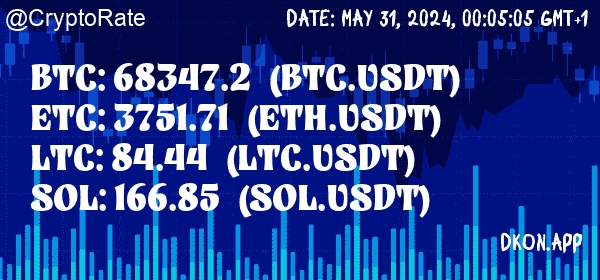 @CryptoRate
DATE: MAY 31, 2024, 00:05:05 GMT+1
BTC: 68347.2 (BTC.USDT)
ETC: 3751.71 (ETH.USDT)
LTC: 84.44 (LTC.USDT)
SOL: 166.85 (SOL.USDT)
DKON.APP